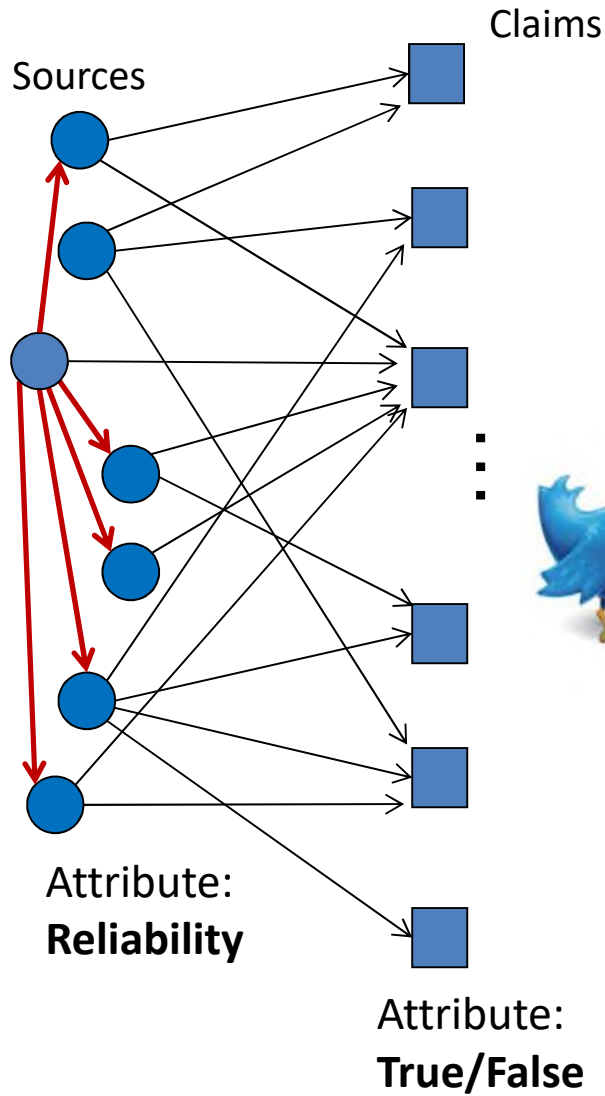 Claims
Sources
Attribute:
Reliability
Attribute:
True/False